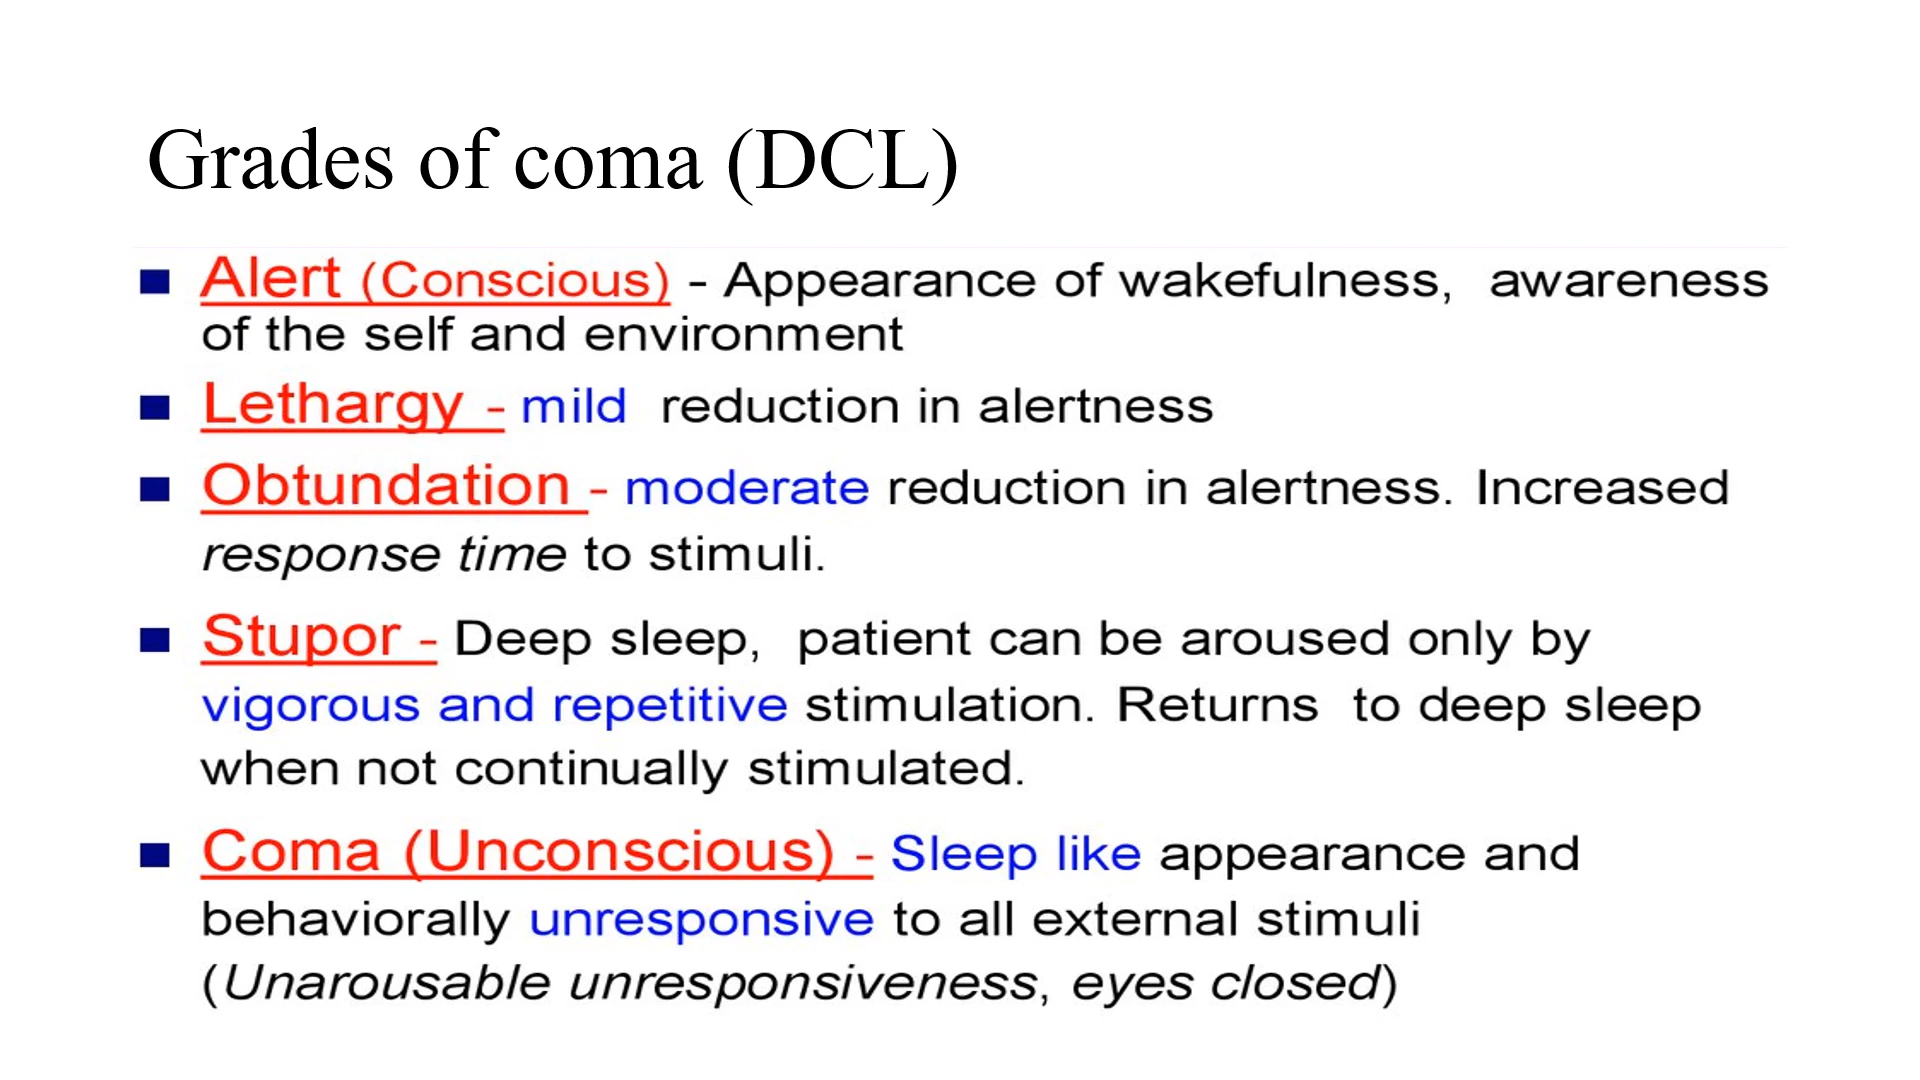 Grades of coma (DCL)
Alert (Conscious) - Appearance of wakefulness, awareness
of the self and environment
Lethargy - mild reduction in alertness
Obtundation - moderate reduction in alertness. Increased
response time to stimuli.
Stupor - Deep sleep, patient can be aroused only by
vigorous and repetitive stimulation. Returns to deep sleep
when not continually stimulated.
Coma (Unconscious) - Sleep like appearance and
behaviorally unresponsive to all external stimuli
(Unarousable unresponsiveness, eyes closed)